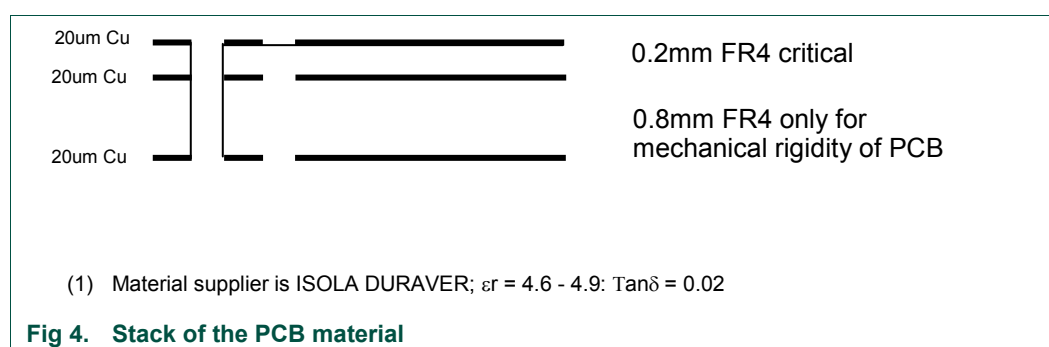 20um Cu
0.2mm FR4 critical
20um Cu
0.8mm FR4 only for
mechanical rigidity of PCB
20um Cu
(1) Material supplier is ISOLA DURAVER; εr = 4.6 - 4.9: Tanδ = 0.02
Fig 4. Stack of the PCB material